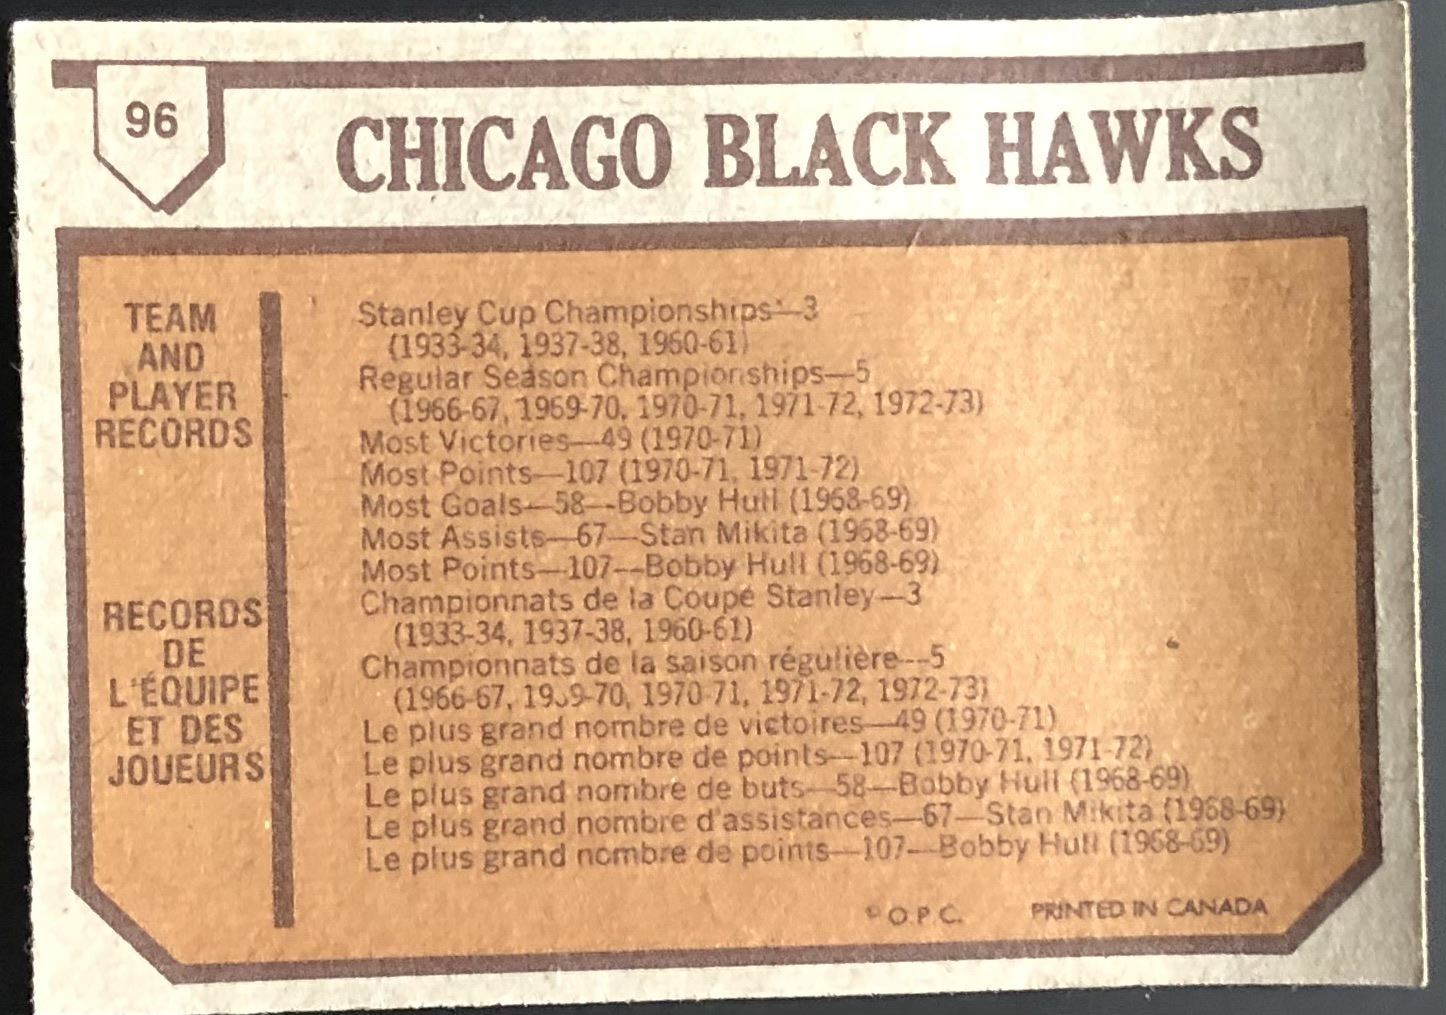 96
CHICAGO BLACK HAWKS
TEAM
AND
PLAYER
RECORDS
Stanley Cup Championships—3
(1933-34, 1937-38, 1960-61)
Regular Season Championships—5
(1966-67, 1969-70, 1970-71, 1971-72, 1972-73)
Most Victories—49 (1970-71)
Most Points—107 (1970-71, 1971-72)
Most Goals—58—Bobby Hull (1968-69)
Most Assists—67—Stan Mikita (1968-69)
Most Points—107—Bobby Hull (1968-69)
RECORDS
DE
L'ÉQUIPE
ET DES
JOUEURS
Championnats de la Coupé Stanley—3
(1933-34, 1937-38, 1960-61)
Championnats de la saison régulière—5
(1966-67, 1969-70, 1970-71, 1971-72, 1972-73)
Le plus grand nombre de victoires—49 (1970-71)
Le plus grand nombre de points—107 (1970-71, 1971-72)
Le plus grand nombre de buts—58—Bobby Hull (1968-69)
Le plus grand nombre d'assistances—67—Stan Mikita (1968-69)
Le plus grand nombre de points—107—Bobby Hull (1968-69)
© O.P.C. PRINTED IN CANADA